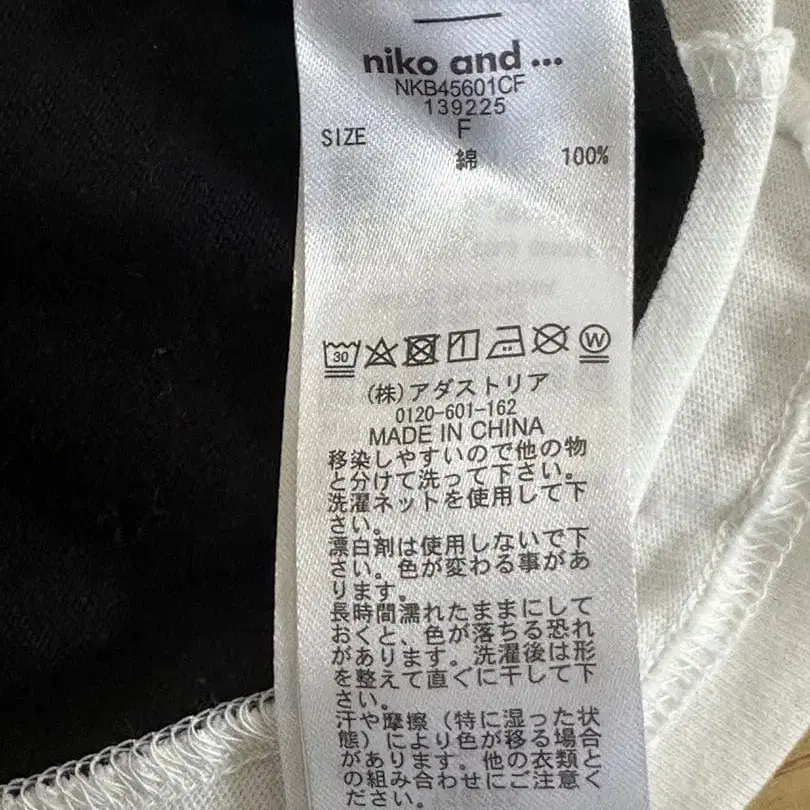 niko and ...
NKB45601CF
139225
SIZE F
綿 100%
30 W
(株)アダストリア
0120-601-162
MADE IN CHINA
移染しやすいので他の物
と分けて洗って下さい。
洗濯ネットを使用して下
さい。
漂白剤は使用しないで下
さい。色が変わる事があ
ります。
長時間濡れたままにして
おくと、色が落ちる恐れ
があります。洗濯後は形
を整えて直ぐに干して下
さい。
汗や摩擦(特に湿った状
態)により色が移る場合
があります。他の衣類と
の組み合わせにご注意く
ださい。